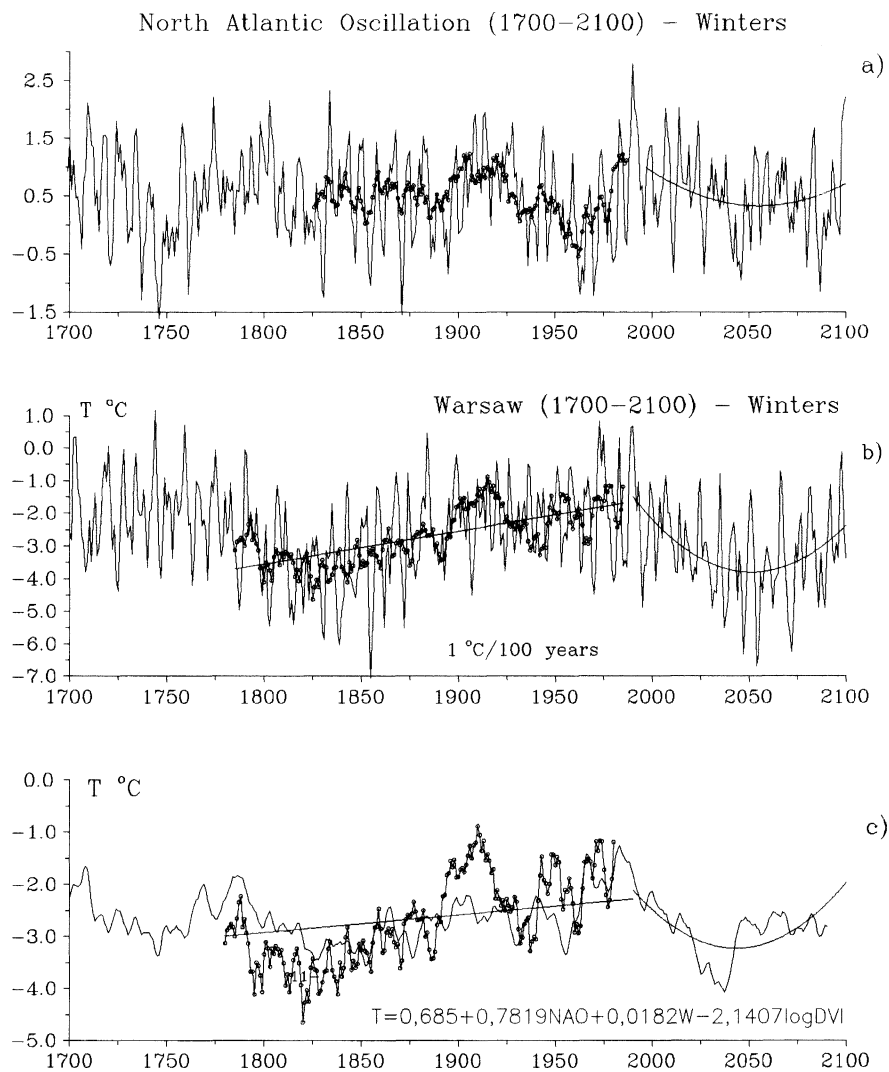 North Atlantic Oscillation (1700-2100) - Winters
a)
2.5
1.5
0.5
-0.5
-1.5
1700 1750 1800 1850 1900 1950 2000 2050 2100
T °C
Warsaw (1700-2100) - Winters
b)
1.0
0.0
-1.0
-2.0
-3.0
-4.0
-5.0
-6.0
-7.0
1 °C/100 years
1700 1750 1800 1850 1900 1950 2000 2050 2100
T °C
c)
0.0
-1.0
-2.0
-3.0
-4.0
-5.0
11
T=0,685+0,7819NAO+0,0182W-2,1407logDVI
1700 1750 1800 1850 1900 1950 2000 2050 2100